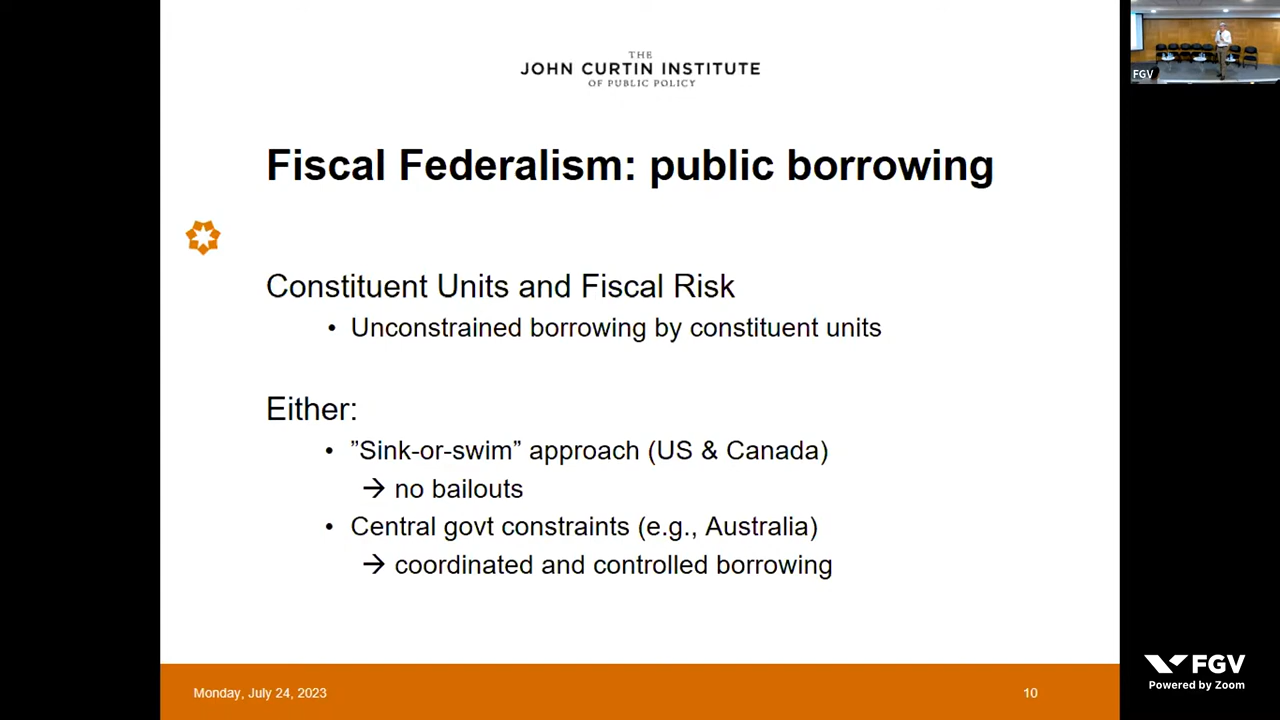 THE
JOHN CURTIN INSTITUTE
OF PUBLIC POLICY
FGV
Fiscal Federalism: public borrowing
Constituent Units and Fiscal Risk
• Unconstrained borrowing by constituent units
Either:
• ”Sink-or-swim” approach (US & Canada)
→ no bailouts
• Central govt constraints (e.g., Australia)
→ coordinated and controlled borrowing
Monday, July 24, 2023
10
FGV
Powered by Zoom